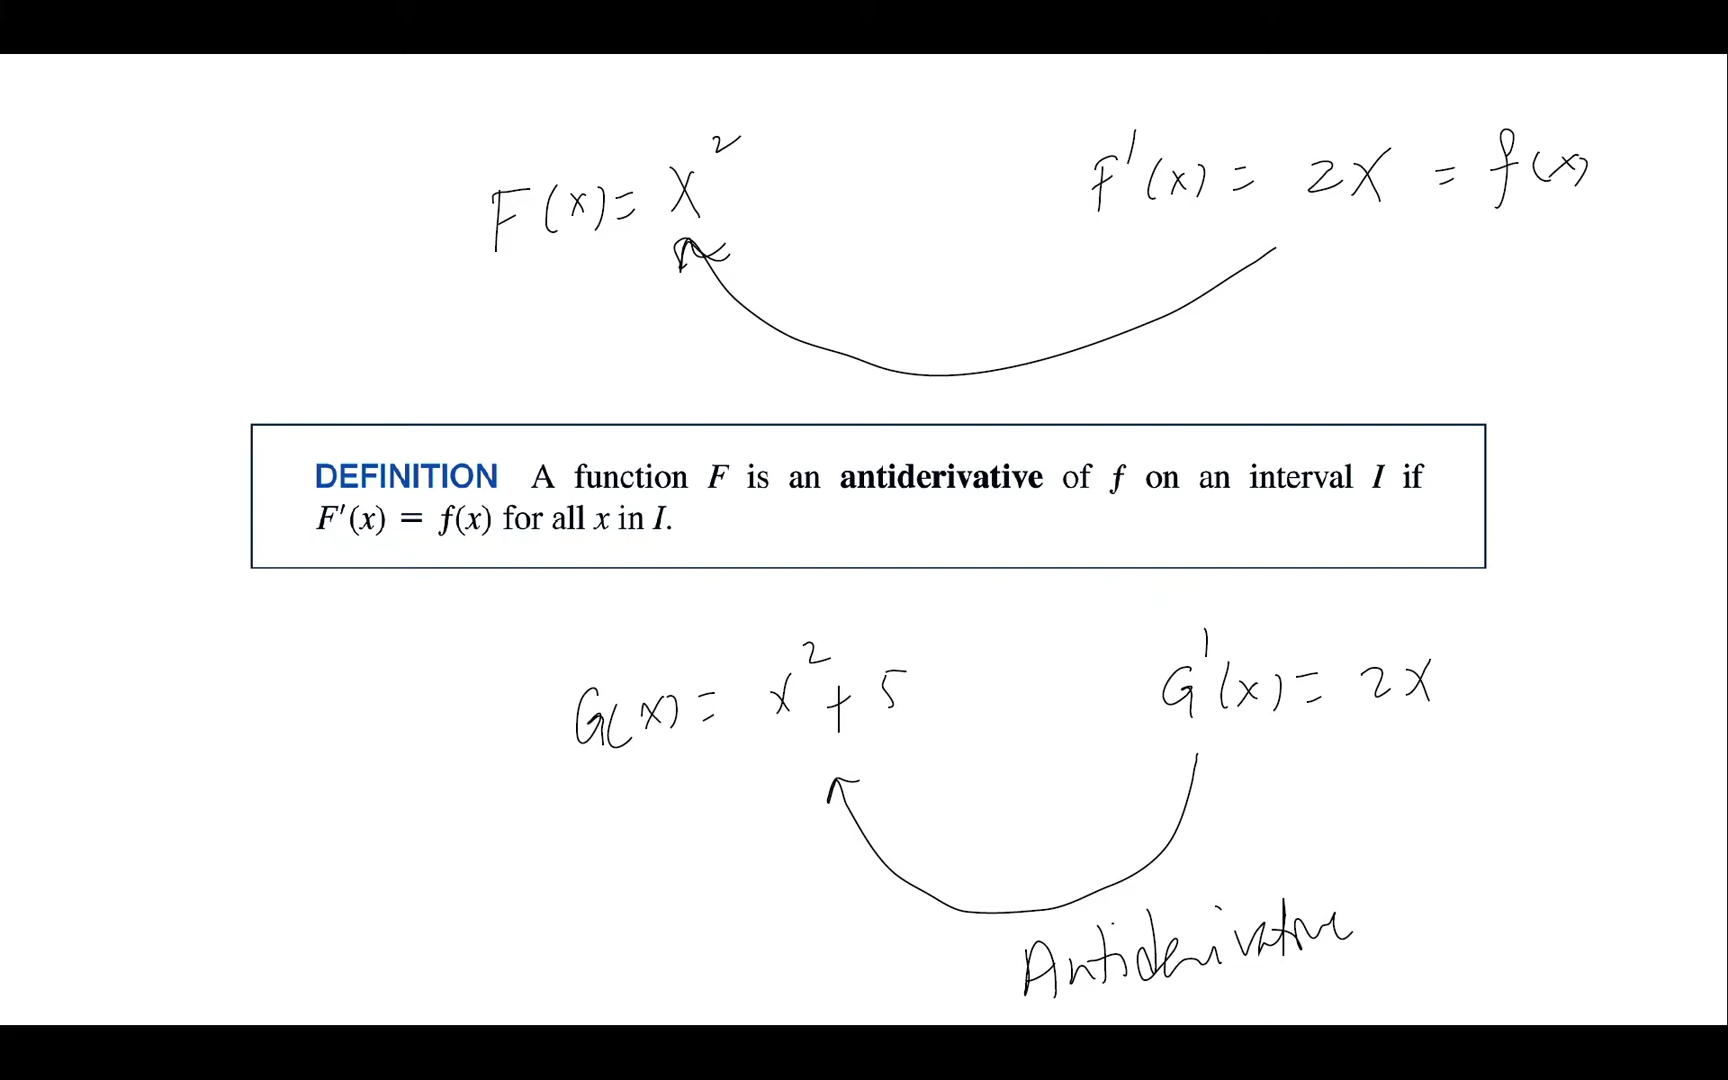 F(x) = x² F'(x) = 2x = f(x)
DEFINITION A function F is an antiderivative of f on an interval I if
F'(x) = f(x) for all x in I.
G(x) = x² + 5 G'(x) = 2x
Antiderivative